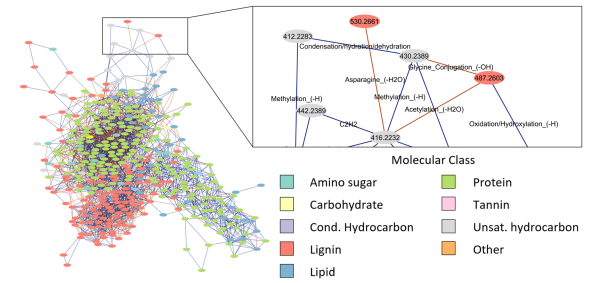 530.2661
412.2283
Condensation/hydration/dehydration
430.2389
Glycine_Conjugation_(-OH)
487.2603
Asparagine_(-H2O)
Methylation_(-H)
Methylation_(-H)
442.2389
Acetylation_(-H2O)
C2H2
Oxidation/Hydroxylation_(-H)
416.2232
Molecular Class
Amino sugar
Protein
Carbohydrate
Tannin
Cond. Hydrocarbon
Unsat. hydrocarbon
Lignin
Other
Lipid